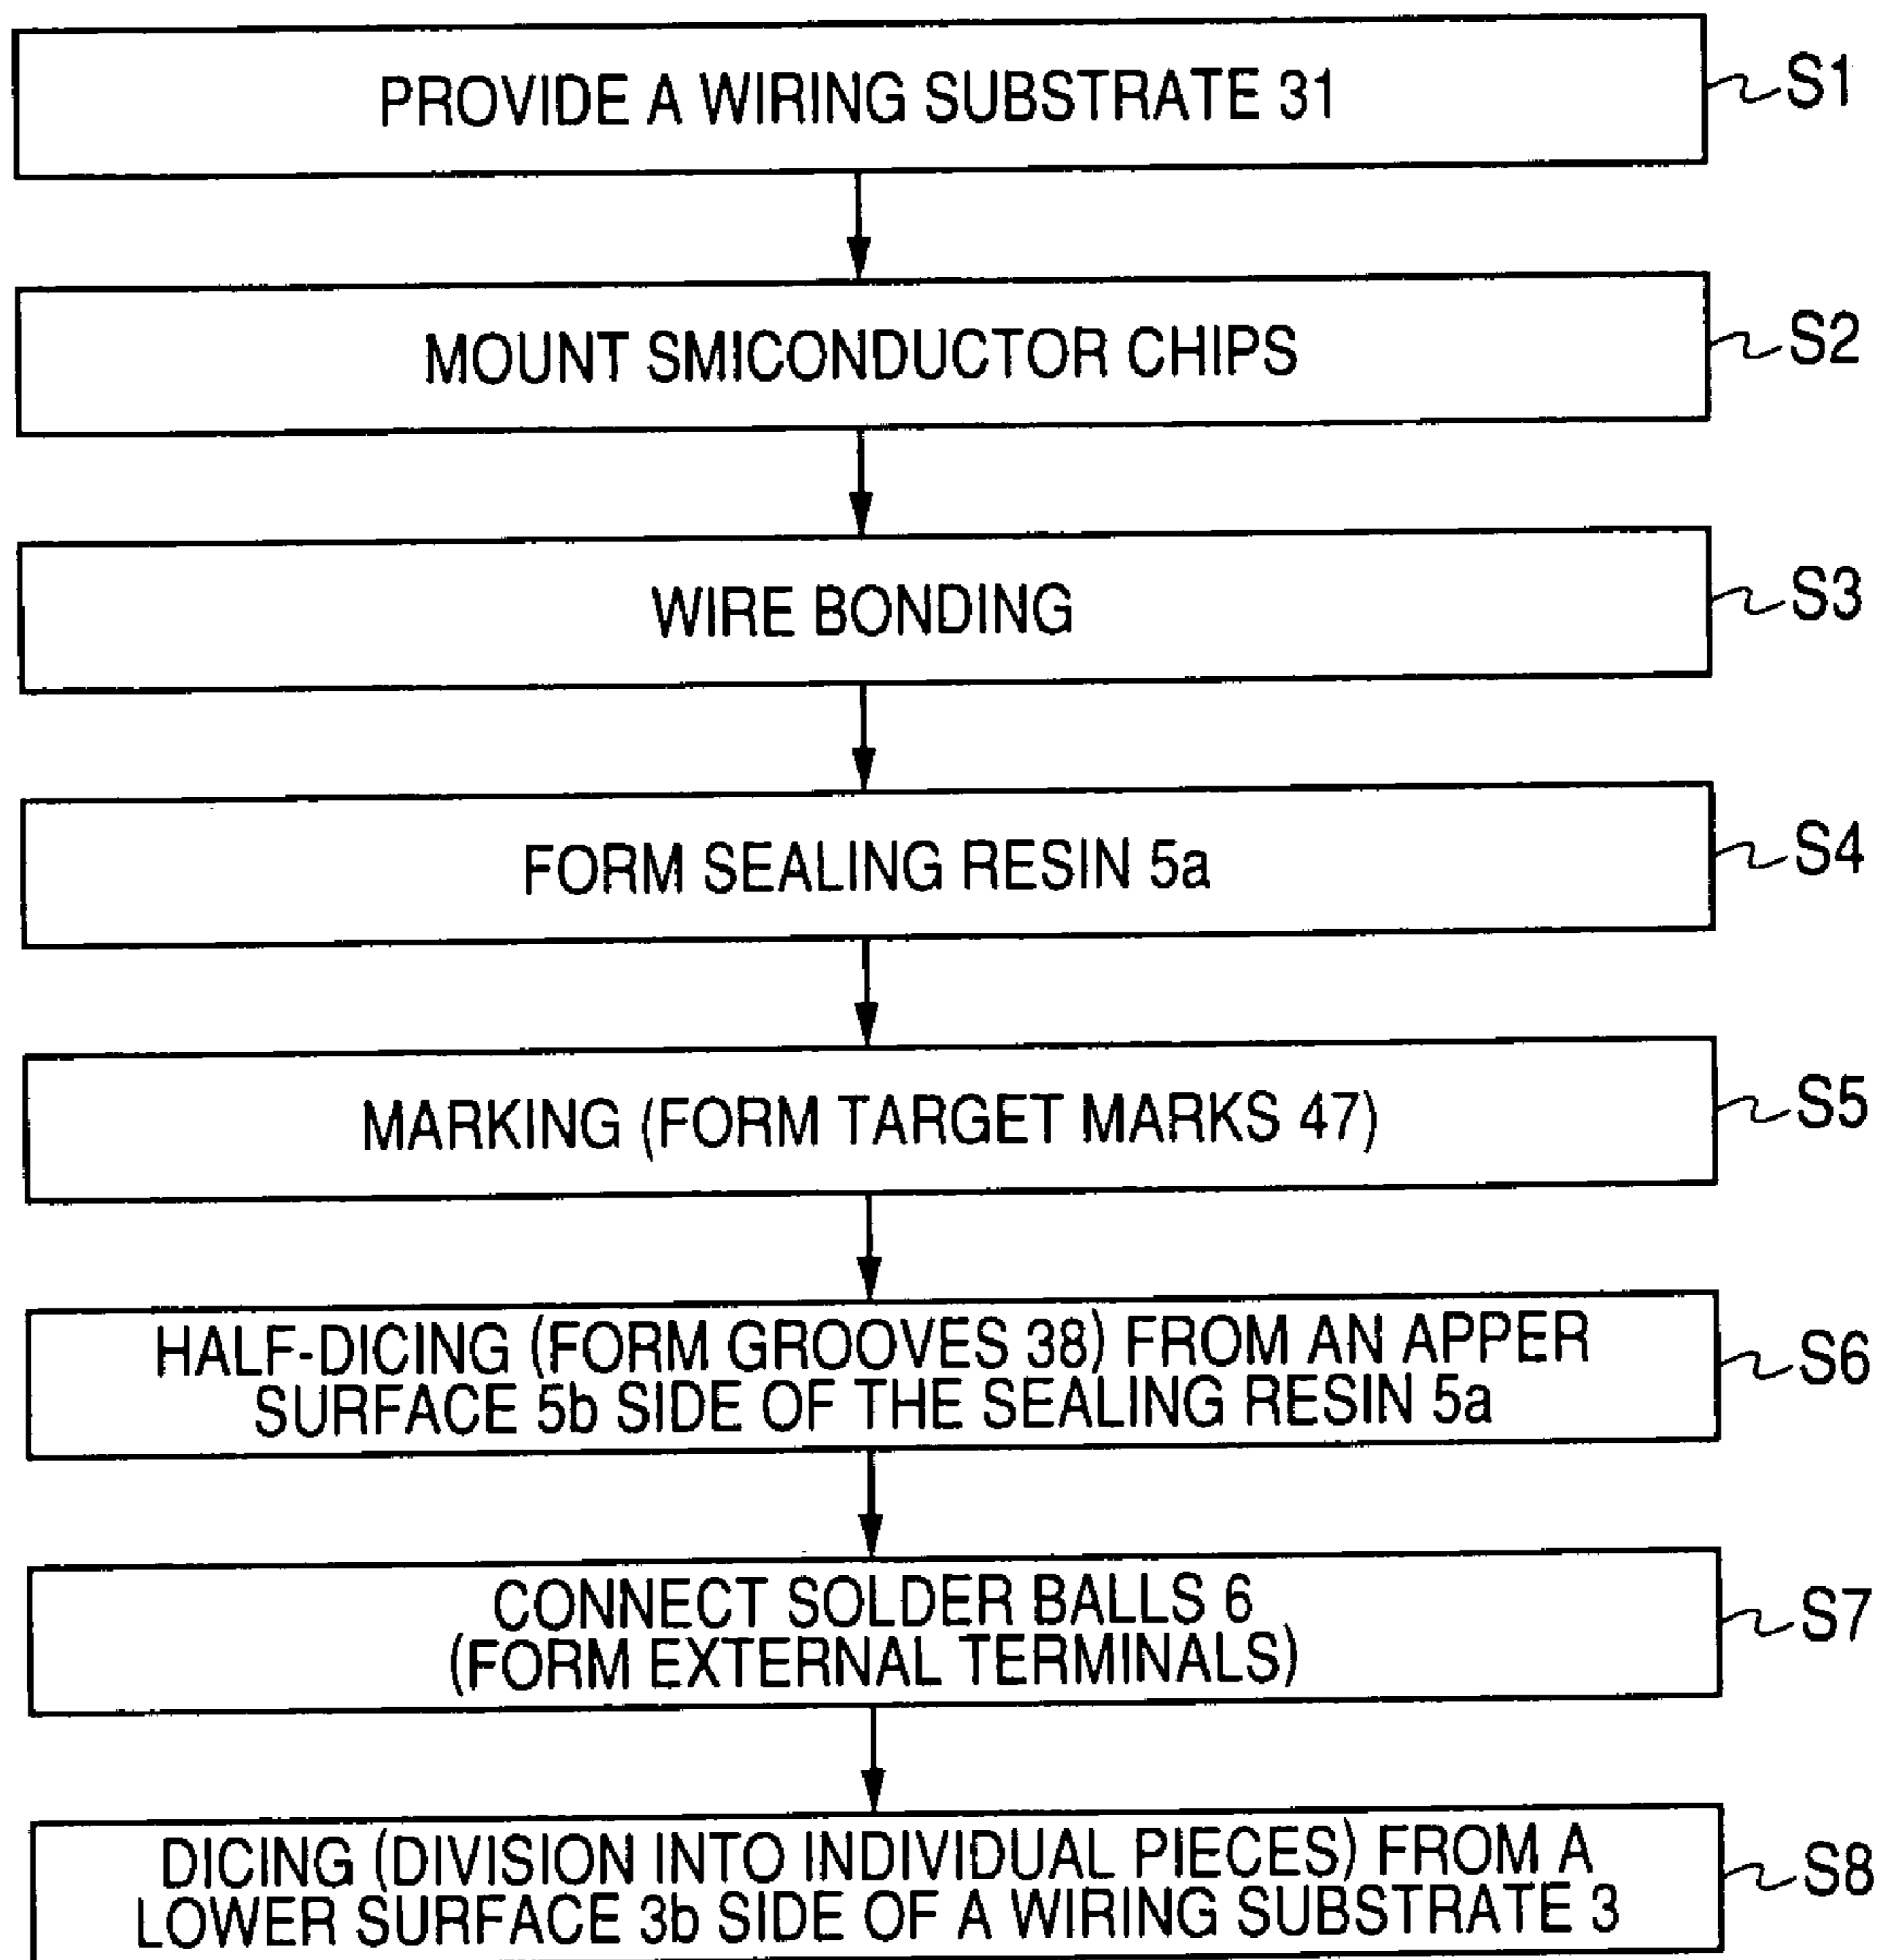 PROVIDE A WIRING SUBSTRATE 31
S1
MOUNT SMICONDUCTOR CHIPS
S2
WIRE BONDING
S3
FORM SEALING RESIN 5a
S4
MARKING (FORM TARGET MARKS 47)
S5
HALF-DICING (FORM GROOVES 38) FROM AN APPER
SURFACE 5b SIDE OF THE SEALING RESIN 5a
S6
CONNECT SOLDER BALLS 6
(FORM EXTERNAL TERMINALS)
S7
DICING (DIVISION INTO INDIVIDUAL PIECES) FROM A
LOWER SURFACE 3b SIDE OF A WIRING SUBSTRATE 3
S8